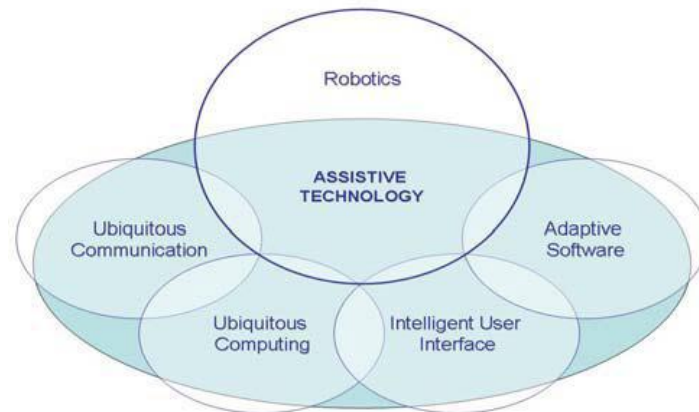 Robotics
ASSISTIVE
TECHNOLOGY
Ubiquitous
Communication
Adaptive
Software
Ubiquitous
Computing
Intelligent User
Interface